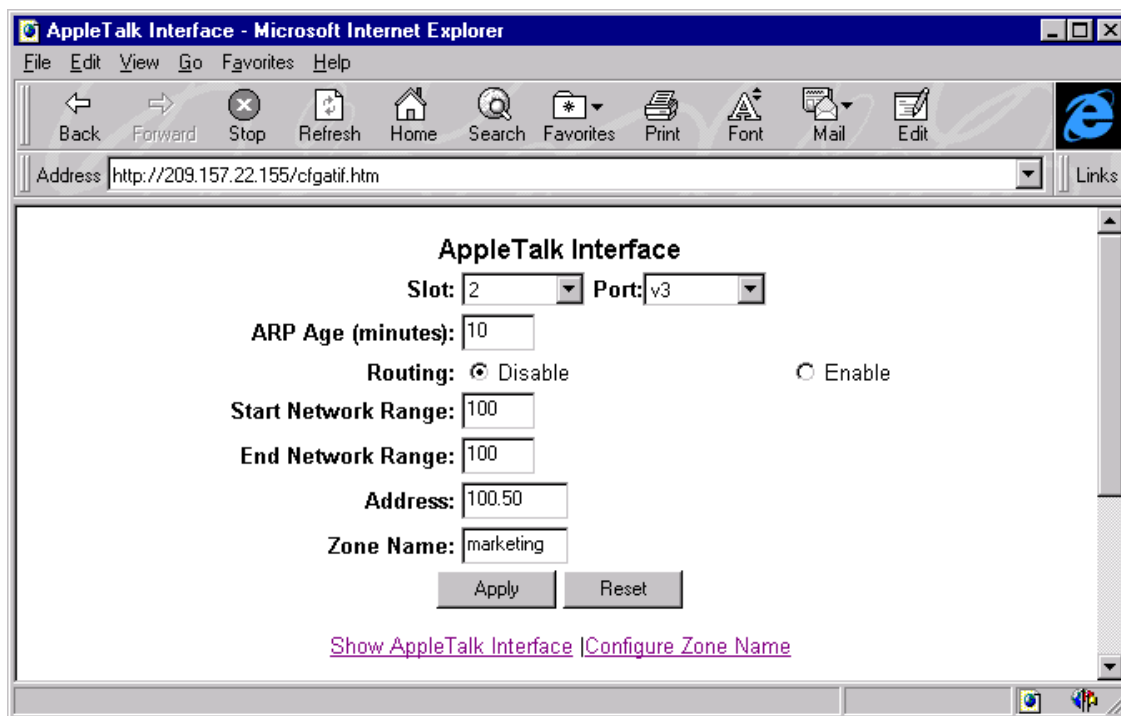 AppleTalk Interface - Microsoft Internet Explorer
File Edit View Go Favorites Help
Back Forward Stop Refresh Home Search Favorites Print Font Mail Edit
Address http://209.157.22.155/cfgatif.htm Links
AppleTalk Interface
Slot: 2 Port: v3
ARP Age (minutes): 10
Routing: Disable Enable
Start Network Range: 100
End Network Range: 100
Address: 100.50
Zone Name: marketing
Apply Reset
Show AppleTalk Interface |Configure Zone Name